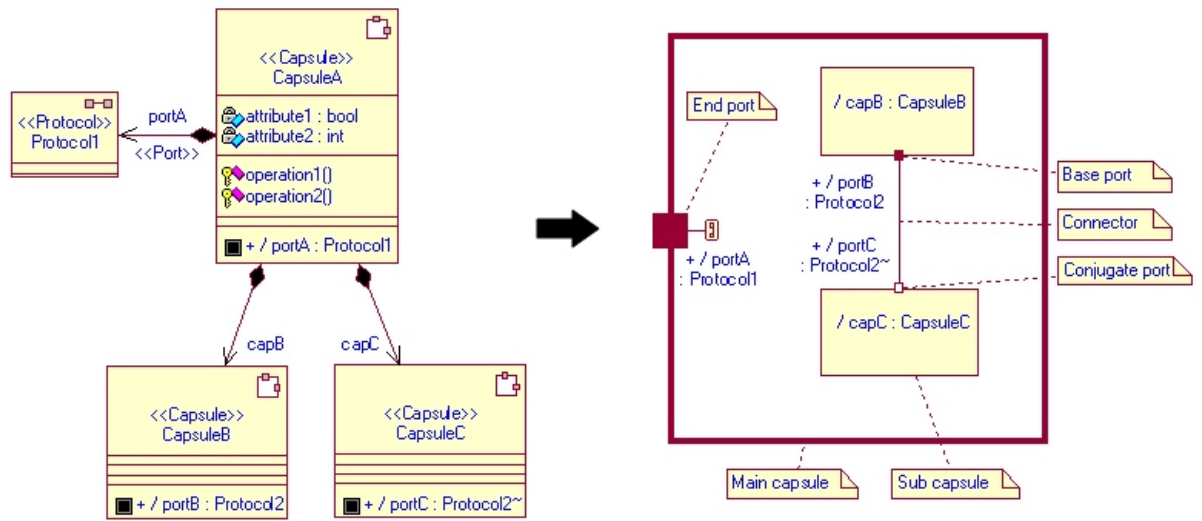 <<Capsule>>
CapsuleA
attribute1 : bool
attribute2 : int
operation1()
operation2()
+ / portA : Protocol1
<<Protocol>>
Protocol1
portA
<<Port>>
capB
capC
<<Capsule>>
CapsuleB
+ / portB : Protocol2
<<Capsule>>
CapsuleC
+ / portC : Protocol2~
End port
/ capB : CapsuleB
+ / portB
: Protocol2
Base port
Connector
+ / portA
: Protocol1
+ / portC
: Protocol2~
Conjugate port
/ capC : CapsuleC
Main capsule
Sub capsule